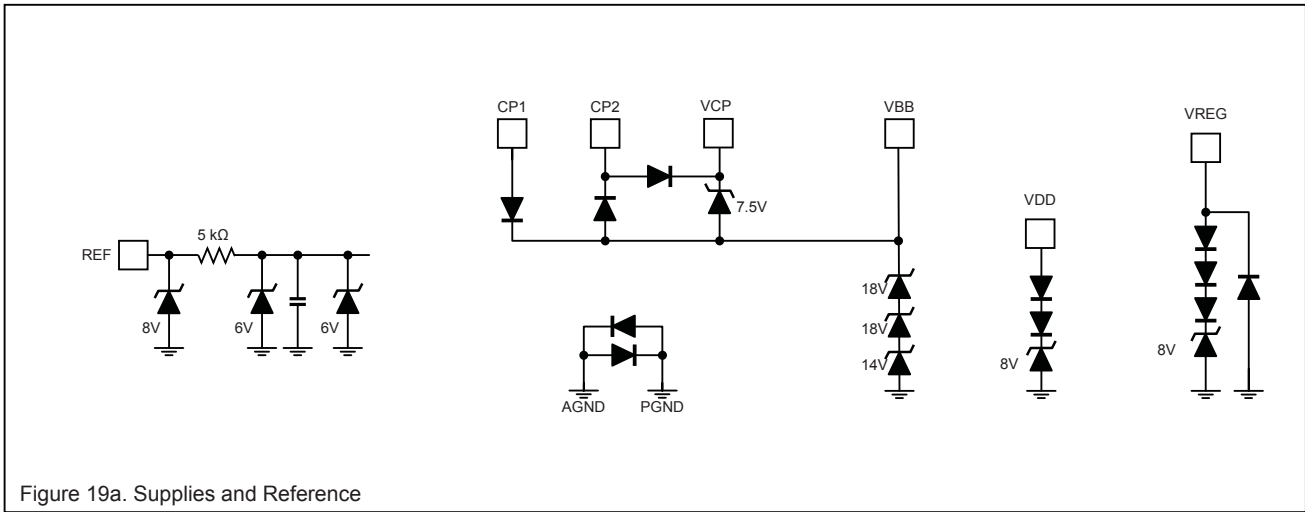 CP1
CP2
VCP
VBB
VREG
7.5V
VDD
5 kΩ
REF
18V
8V
6V
6V
18V
14V
8V
8V
AGND
PGND
Figure 19a. Supplies and Reference